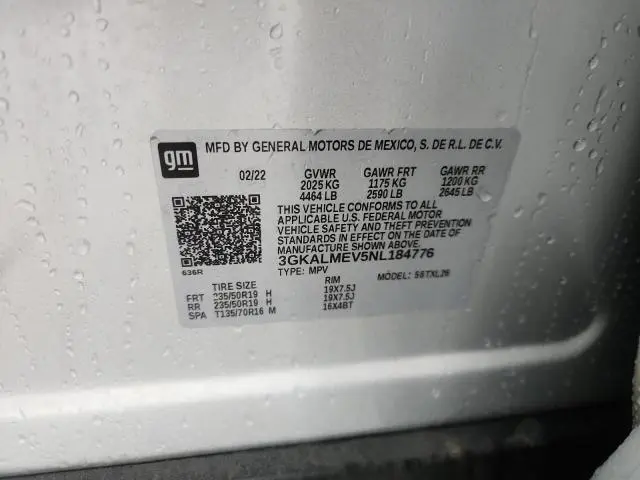 gm
MFD BY GENERAL MOTORS DE MEXICO, S. DE R.L. DE C.V.
02/22 GVWR GAWR FRT GAWR RR
2025 KG 1175 KG 1200 KG
4464 LB 2590 LB 2645 LB
THIS VEHICLE CONFORMS TO ALL
APPLICABLE U.S. FEDERAL MOTOR
VEHICLE SAFETY, BUMPER, AND THEFT
PREVENTION STANDARDS IN
EFFECT ON THE DATE OF
MANUFACTURE SHOWN ABOVE.
3GKALMEV5NL184776
636R
TYPE: MPV MODEL: 56TXL26
TIRE SIZE RIM
FRT 235/50R19 H 19X7.5J
RR 235/50R19 H 19X7.5J
SPA T135/70R16 M 16X4BT